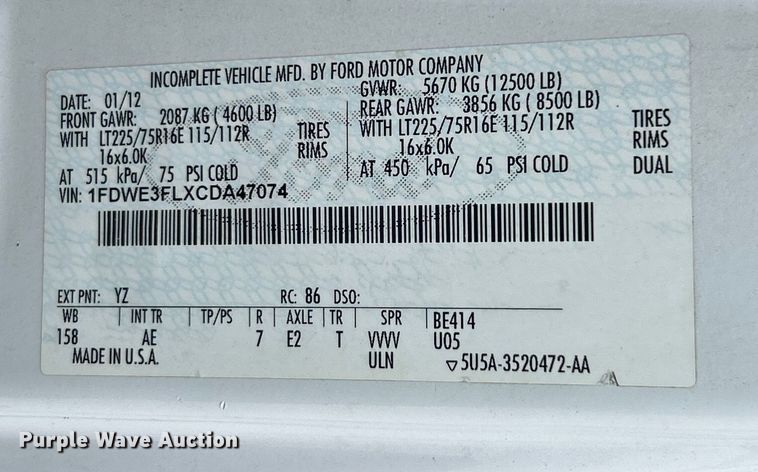 INCOMPLETE VEHICLE MFD. BY FORD MOTOR COMPANY
DATE: 01/12 GVWR: 5670 KG (12500 LB)
FRONT GAWR: 2087 KG ( 4600 LB) REAR GAWR: 3856 KG ( 8500 LB)
WITH LT225/75R16E 115/112R TIRES WITH LT225/75R16E 115/112R TIRES
16x6.0K RIMS 16x6.0K RIMS
AT 515 kPa/ 75 PSI COLD AT 450 kPa/ 65 PSI COLD DUAL
VIN: 1FDWE3FLXCDA47074
EXT PNT: YZ RC: 86 DSO:
WB INT TR TP/PS R AXLE TR SPR BE414
158 AE 7 E2 T VVVV U05
MADE IN U.S.A. ULN ▽5U5A-3520472-AA
Purple Wave Auction